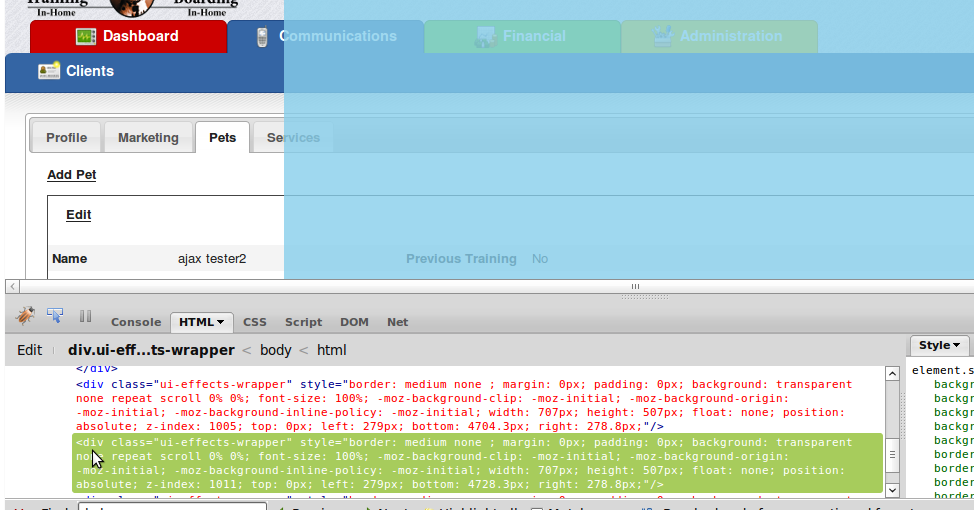 Training Boarding
In-Home In-Home
Dashboard Communications Financial Administration
Clients
Profile Marketing Pets Services
Add Pet
Edit
Name ajax tester2 Previous Training No
Console HTML CSS Script DOM Net
Edit div.ui-eff...ts-wrapper < body < html
Style
</div>
<div class="ui-effects-wrapper" style="border: medium none ; margin: 0px; padding: 0px; background: transparent
none repeat scroll 0% 0%; font-size: 100%; -moz-background-clip: -moz-initial; -moz-background-origin:
-moz-initial; -moz-background-inline-policy: -moz-initial; width: 707px; height: 507px; float: none; position:
absolute; z-index: 1005; top: 0px; left: 279px; bottom: 4704.3px; right: 278.8px;"/>
<div class="ui-effects-wrapper" style="border: medium none ; margin: 0px; padding: 0px; background: transparent
none repeat scroll 0% 0%; font-size: 100%; -moz-background-clip: -moz-initial; -moz-background-origin:
-moz-initial; -moz-background-inline-policy: -moz-initial; width: 707px; height: 507px; float: none; position:
absolute; z-index: 1011; top: 0px; left: 279px; bottom: 4728.3px; right: 278.8px;"/>
element.s
backgr
backgr
backgr
backgr
backgr
border
border
border